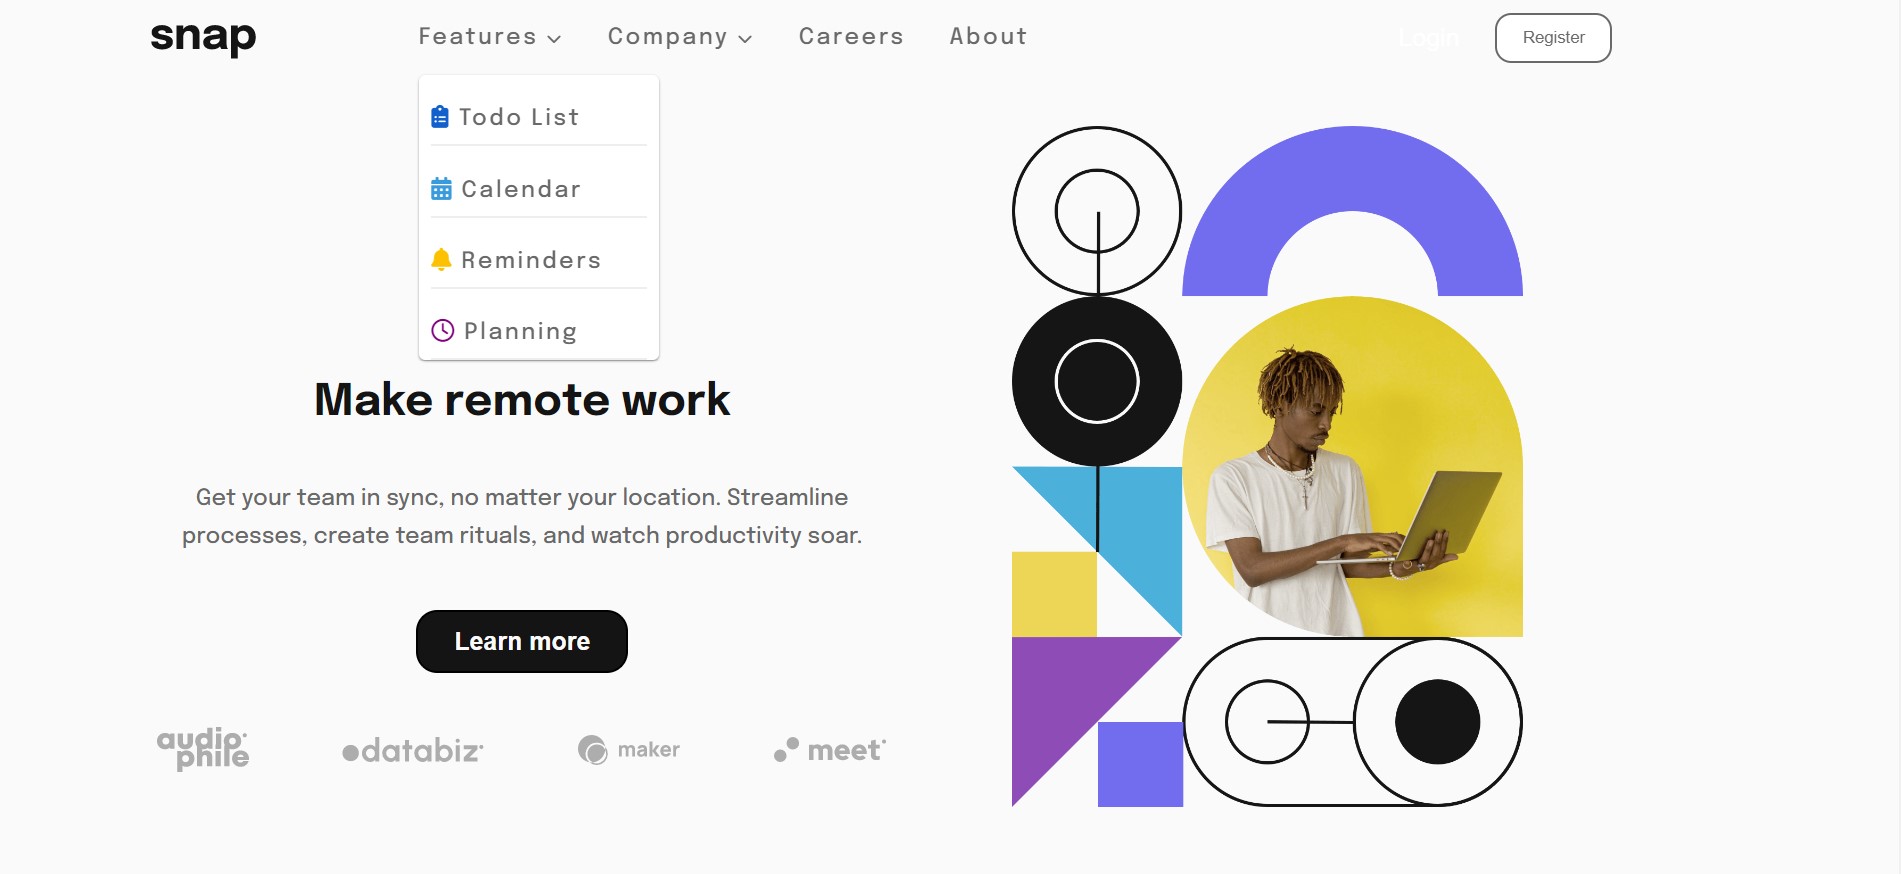 snap
Features Company Careers About Login Register
Todo List
Calendar
Reminders
Planning
Make remote work
Get your team in sync, no matter your location. Streamline
processes, create team rituals, and watch productivity soar.
Learn more
audio
phile databiz maker meet